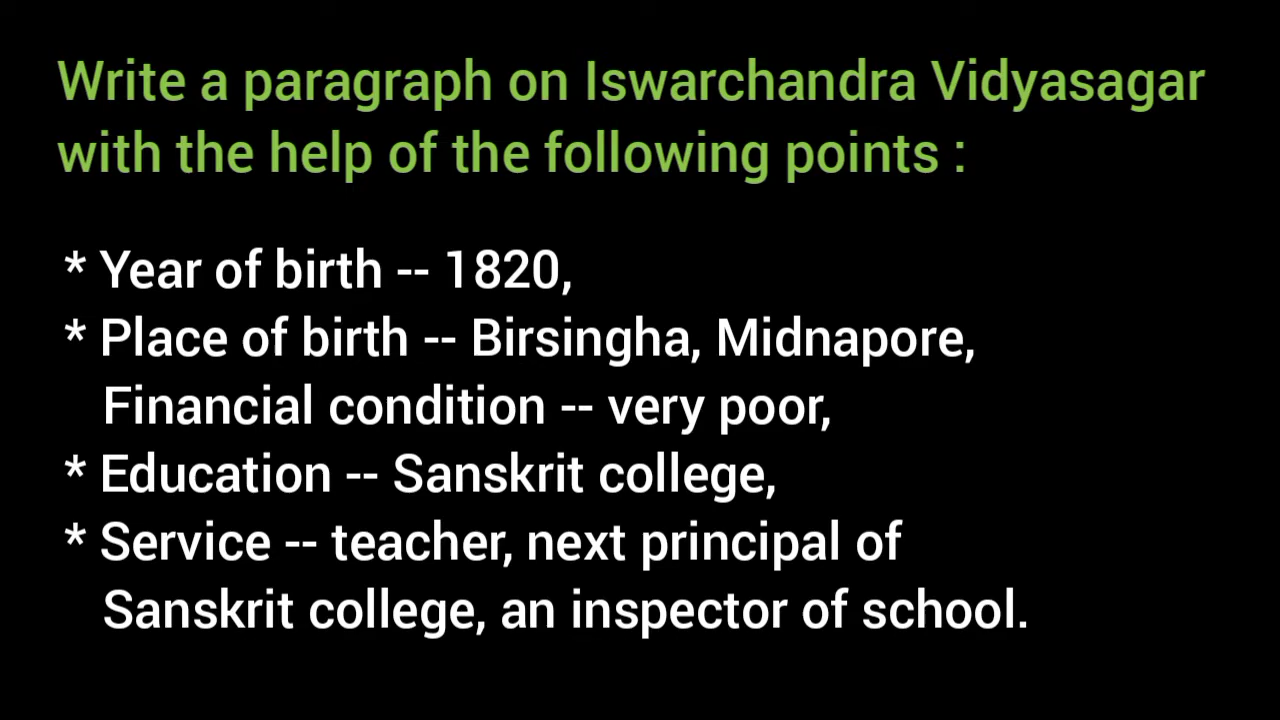 Write a paragraph on Iswarchandra Vidyasagar
with the help of the following points :
* Year of birth -- 1820,
* Place of birth -- Birsingha, Midnapore,
Financial condition -- very poor,
* Education -- Sanskrit college,
* Service -- teacher, next principal of
Sanskrit college, an inspector of school.